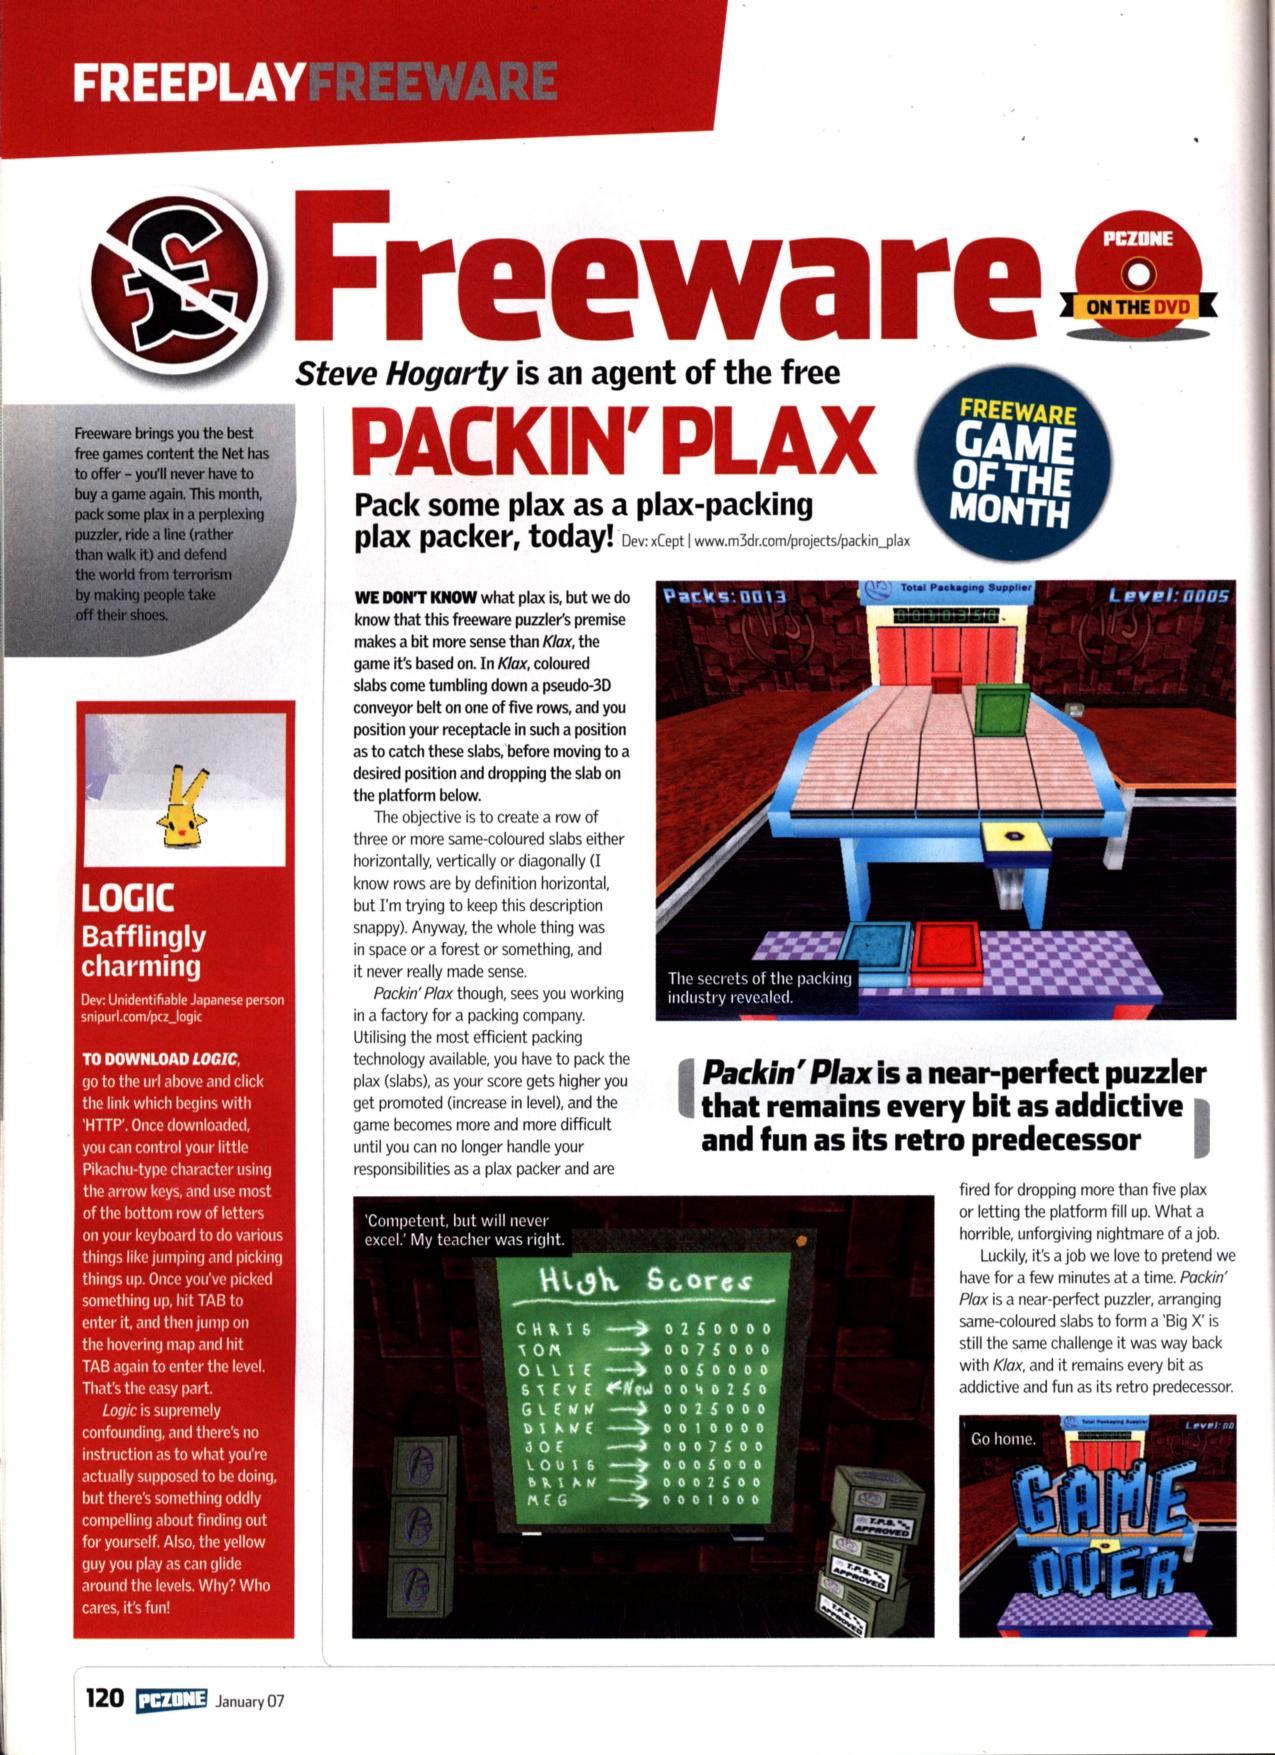 FREEPLAYFREEWARE
Freeware
PCZONE
ON THE DVD
Steve Hogarty is an agent of the free
Freeware brings you the best
free games content the Net has
to offer – you'll never have to
buy a game again. This month,
pack some plax in a perplexing
puzzler, ride a line (rather
than walk it) and defend
the world from terrorism
by making people take
off their shoes.
PACKIN' PLAX
FREEWARE
GAME
OF THE
MONTH
Pack some plax as a plax-packing
plax packer, today! Dev: xCept | www.m3dr.com/projects/packin_plax
WE DON'T KNOW what plax is, but we do
know that this freeware puzzler's premise
makes a bit more sense than Klax, the
game it's based on. In Klax, coloured
slabs come tumbling down a pseudo-3D
conveyor belt on one of five rows, and you
position your receptacle in such a position
as to catch these slabs, before moving to a
desired position and dropping the slab on
the platform below.
The objective is to create a row of
three or more same-coloured slabs either
horizontally, vertically or diagonally (I
know rows are by definition horizontal,
but I'm trying to keep this description
snappy). Anyway, the whole thing was
in space or a forest or something, and
it never really made sense.
Packin' Plax though, sees you working
in a factory for a packing company.
Utilising the most efficient packing
technology available, you have to pack the
plax (slabs), as your score gets higher you
get promoted (increase in level), and the
game becomes more and more difficult
until you can no longer handle your
responsibilities as a plax packer and are
Packs:0013
Total Packaging Supplier
0010350
Level:0005
The secrets of the packing
industry revealed.
Packin' Plax is a near-perfect puzzler
that remains every bit as addictive
and fun as its retro predecessor
fired for dropping more than five plax
or letting the platform fill up. What a
horrible, unforgiving nightmare of a job.
Luckily, it's a job we love to pretend we
have for a few minutes at a time. Packin'
Plax is a near-perfect puzzler, arranging
same-coloured slabs to form a 'Big X' is
still the same challenge it was way back
with Klax, and it remains every bit as
addictive and fun as its retro predecessor.
'Competent, but will never
excel.' My teacher was right.
High Scores
CHRIS → 0250000
TOM → 0075000
OLLIE → 0050000
STEVE ←New 0040250
GLENN → 0025000
DIANE → 0010000
JOE → 0007500
LOUIS → 0005000
BRIAN → 0002500
MEG → 0001000
T.P.S.
APPROVED
T.P.S.
APPROVED
T.P.S.
APPROVED
Total Packaging Supplier
Level:00
Go home.
GAME
OVER
LOGIC
Bafflingly
charming
Dev: Unidentifiable Japanese person
snipurl.com/pcz_logic
TO DOWNLOAD LOGIC,
go to the url above and click
the link which begins with
'HTTP'. Once downloaded,
you can control your little
Pikachu-type character using
the arrow keys, and use most
of the bottom row of letters
on your keyboard to do various
things like jumping and picking
things up. Once you've picked
something up, hit TAB to
enter it, and then jump on
the hovering map and hit
TAB again to enter the level.
That's the easy part.
Logic is supremely
confounding, and there's no
instruction as to what you're
actually supposed to be doing,
but there's something oddly
compelling about finding out
for yourself. Also, the yellow
guy you play as can glide
around the levels. Why? Who
cares, it's fun!
120 PCZONE January 07